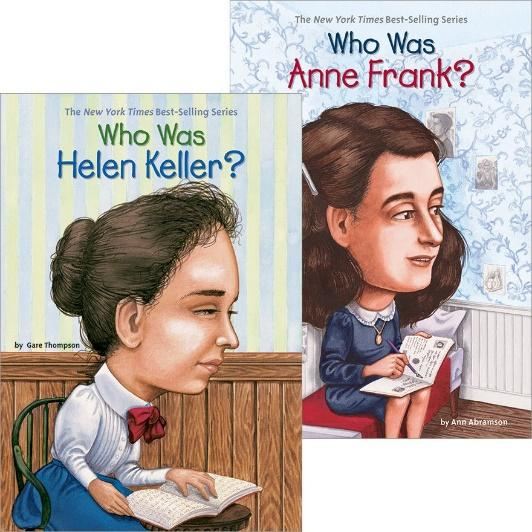 The New York Times Best-Selling Series
Who Was
Anne Frank?
by Ann Abramson
The New York Times Best-Selling Series
Who Was
Helen Keller?
by Gare Thompson